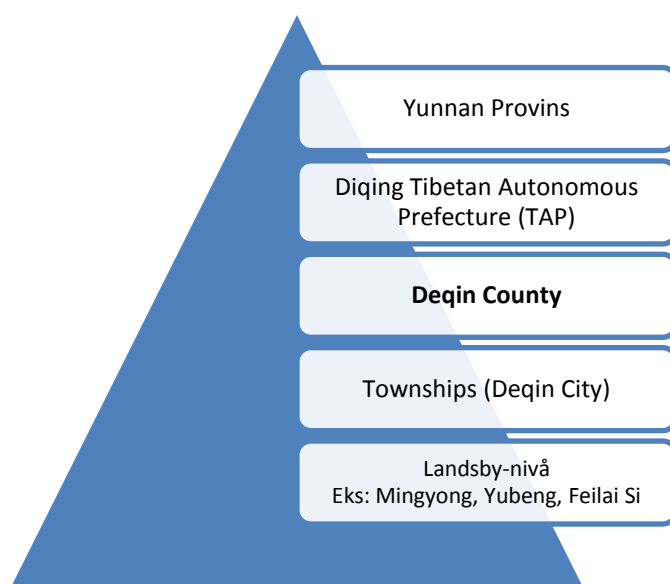 Yunnan Provins
Diqing Tibetan Autonomous
Prefecture (TAP)
Deqin County
Townships (Deqin City)
Landsby-nivå
Eks: Mingyong, Yubeng, Feilai Si